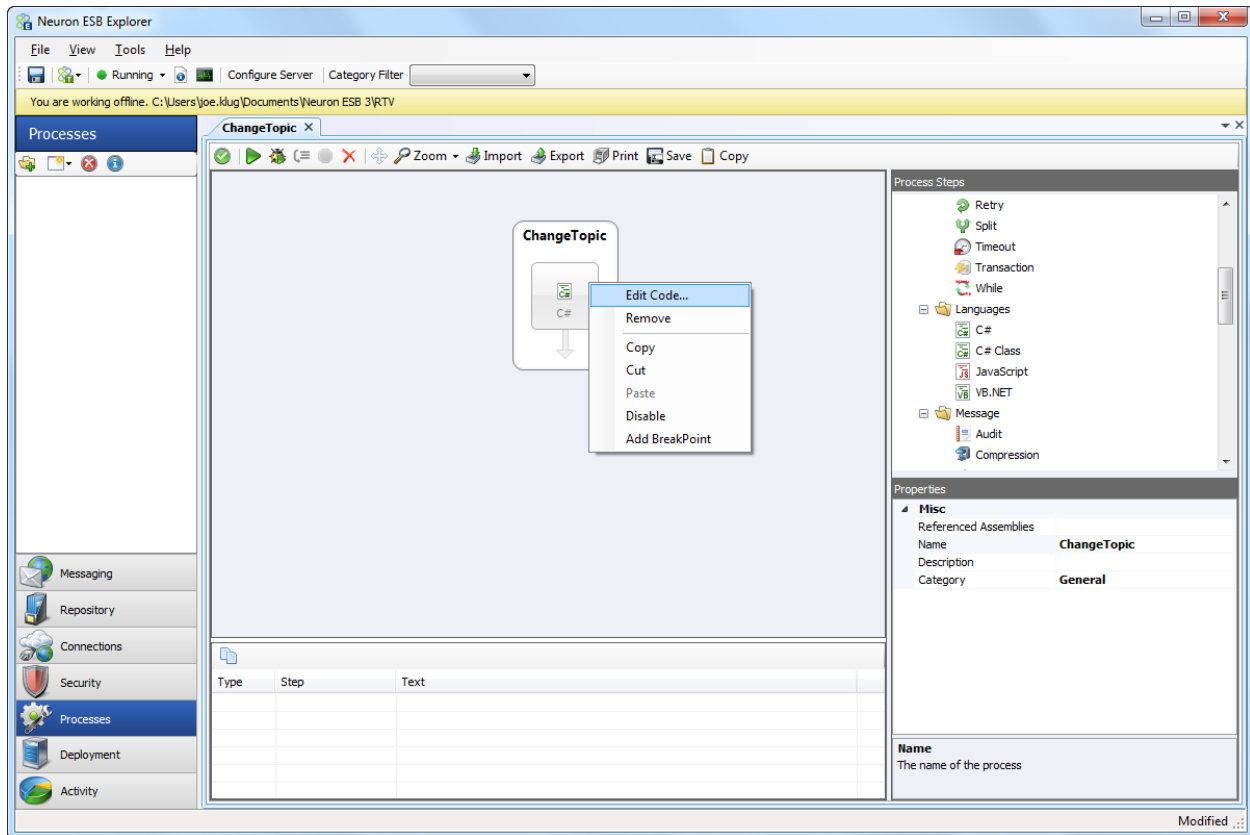 Neuron ESB Explorer
File View Tools Help
Running Configure Server Category Filter
You are working offline. C:\Users\joe.klug\Documents\Neuron ESB 3\RTV
Processes
ChangeTopic
Zoom Import Export Print Save Copy
ChangeTopic
C#
C#
Edit Code...
Remove
Copy
Cut
Paste
Disable
Add BreakPoint
Process Steps
Retry
Split
Timeout
Transaction
While
Languages
C# C#
C# C# Class
JS JavaScript
VB VB.NET
Message
Audit
Compression
Properties
Misc
Referenced Assemblies
Name ChangeTopic
Description
Category General
Name
The name of the process
Messaging
Repository
Connections
Security
Processes
Deployment
Activity
Type Step Text
Modified